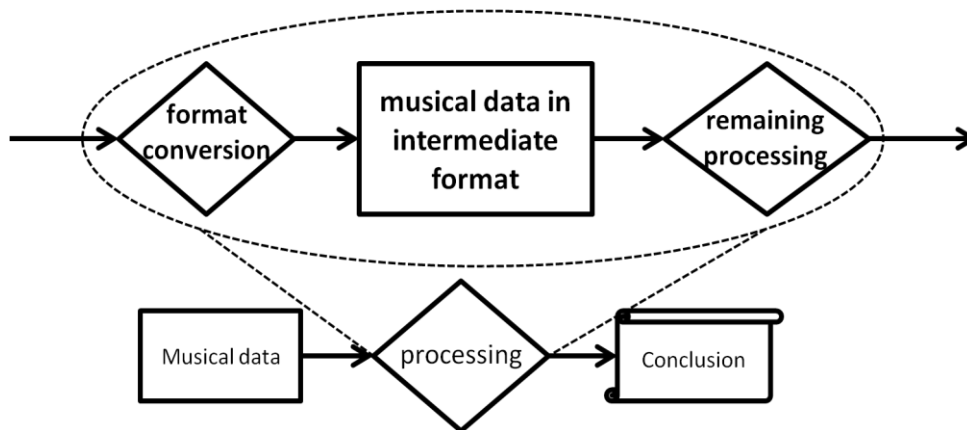 format
conversion
musical data in
intermediate
format
remaining
processing
Musical data
processing
Conclusion